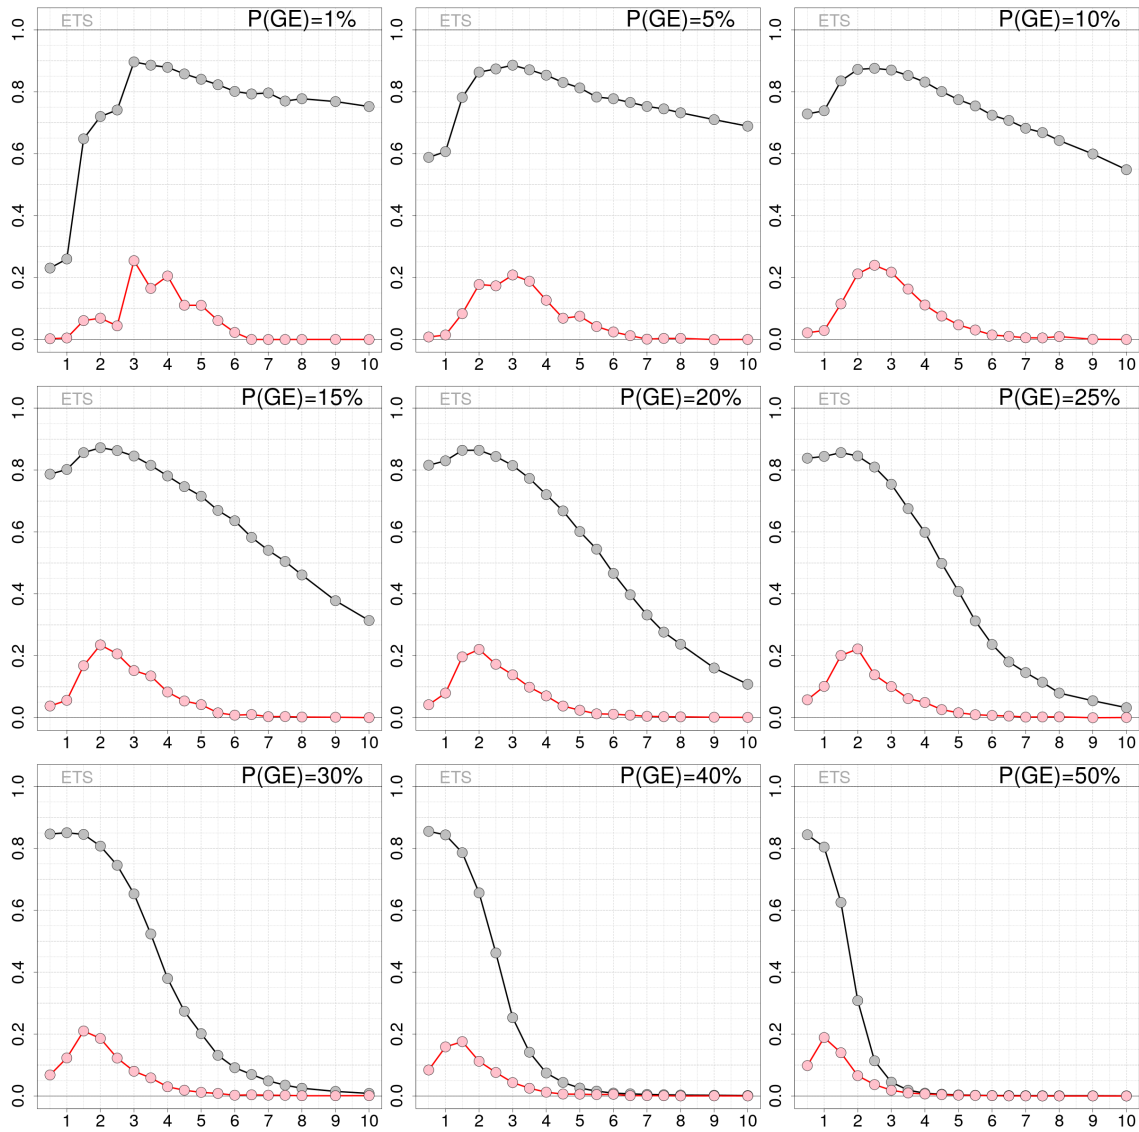 ETS P(GE)=1%
0.0 0.2 0.4 0.6 0.8 1.0
1 2 3 4 5 6 7 8 9 10
ETS P(GE)=5%
0.0 0.2 0.4 0.6 0.8 1.0
1 2 3 4 5 6 7 8 9 10
ETS P(GE)=10%
0.0 0.2 0.4 0.6 0.8 1.0
1 2 3 4 5 6 7 8 9 10
ETS P(GE)=15%
0.0 0.2 0.4 0.6 0.8 1.0
1 2 3 4 5 6 7 8 9 10
ETS P(GE)=20%
0.0 0.2 0.4 0.6 0.8 1.0
1 2 3 4 5 6 7 8 9 10
ETS P(GE)=25%
0.0 0.2 0.4 0.6 0.8 1.0
1 2 3 4 5 6 7 8 9 10
ETS P(GE)=30%
0.0 0.2 0.4 0.6 0.8 1.0
1 2 3 4 5 6 7 8 9 10
ETS P(GE)=40%
0.0 0.2 0.4 0.6 0.8 1.0
1 2 3 4 5 6 7 8 9 10
ETS P(GE)=50%
0.0 0.2 0.4 0.6 0.8 1.0
1 2 3 4 5 6 7 8 9 10